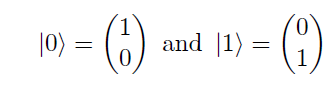 |0⟩ = (1 0) and |1⟩ = (0 1)